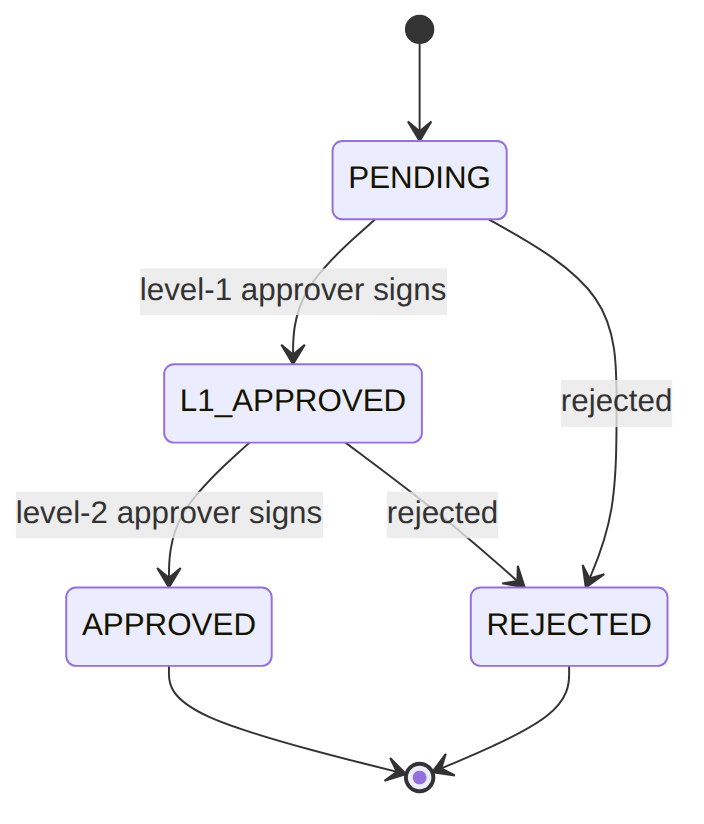 PENDING
level-1 approver signs
L1_APPROVED
rejected
level-2 approver signs
rejected
APPROVED
REJECTED